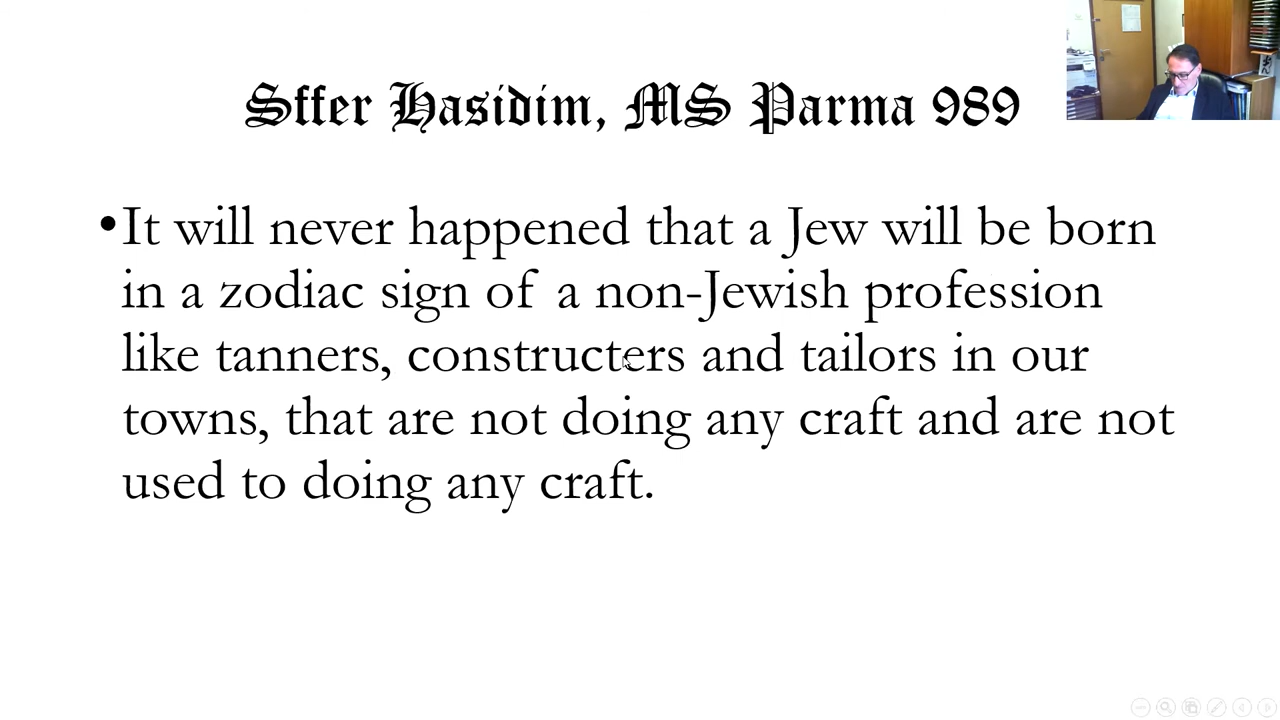 Sffer Hasidim, MS Parma 989
•It will never happened that a Jew will be born
in a zodiac sign of a non-Jewish profession
like tanners, constructers and tailors in our
towns, that are not doing any craft and are not
used to doing any craft.